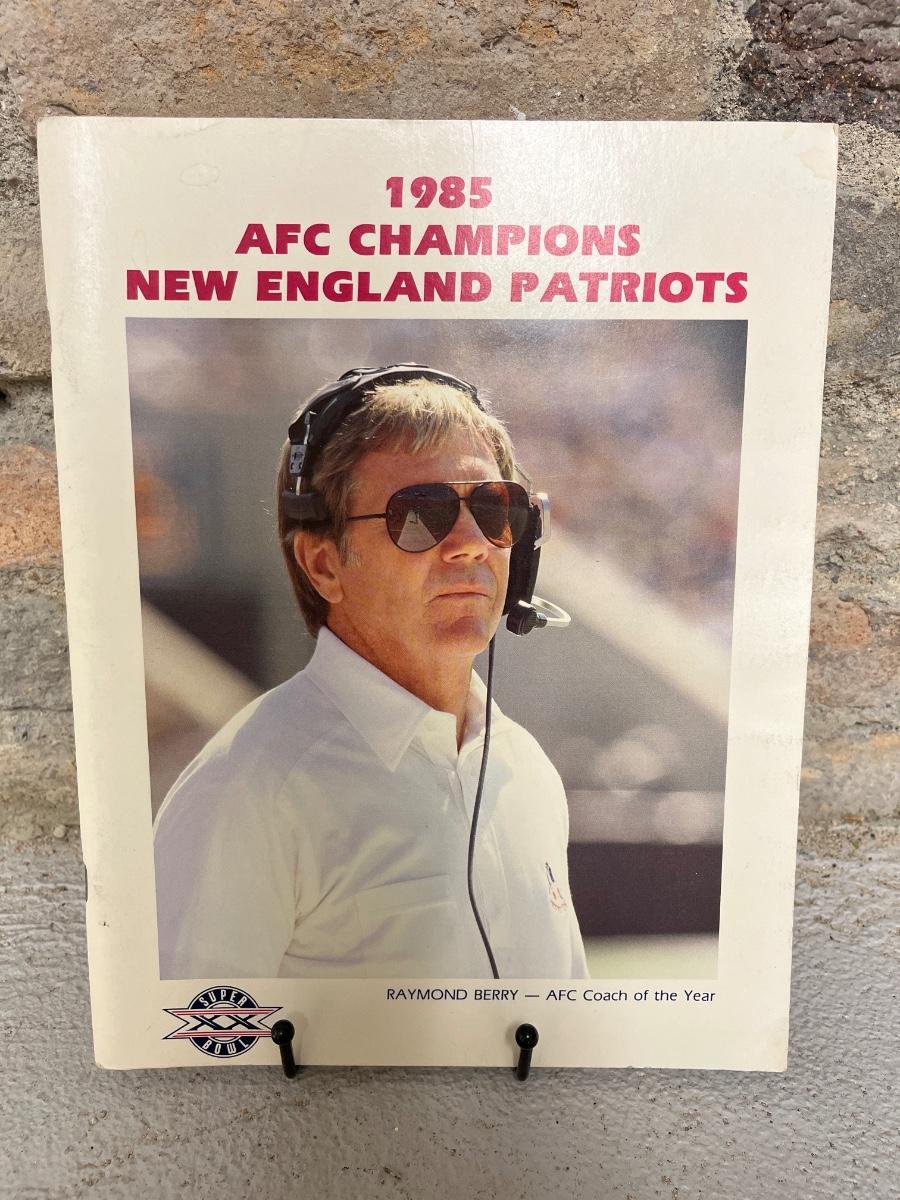 1985
AFC CHAMPIONS
NEW ENGLAND PATRIOTS
RAYMOND BERRY — AFC Coach of the Year
SUPER
XX
BOWL